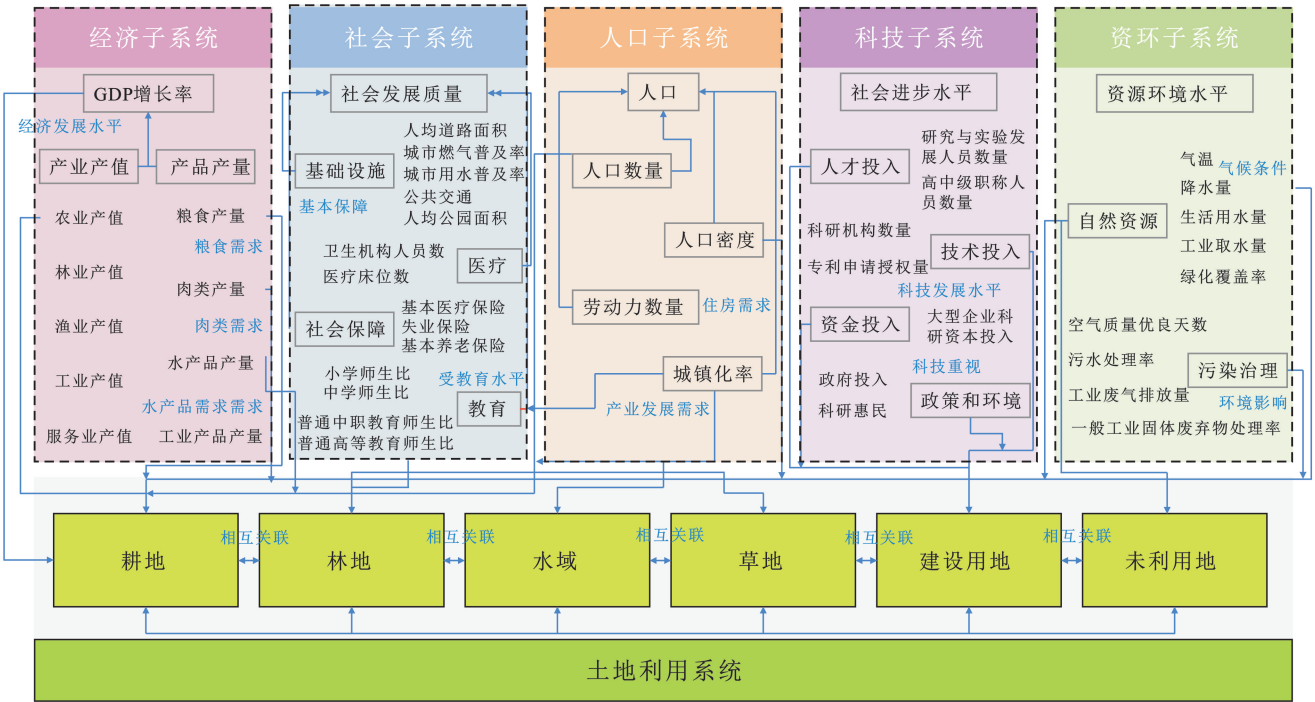 经济子系统
GDP增长率
经济发展水平
产业产值
产品产量
农业产值
粮食产量
粮食需求
林业产值
肉类产量
渔业产值
肉类需求
水产品产量
工业产值
水产品需求需求
服务业产值
工业产品产量
社会子系统
社会发展质量
人均道路面积
城市燃气普及率
基础设施
城市用水普及率
公共交通
基本保障
人均公园面积
卫生机构人员数
医疗
医疗床位数
基本医疗保险
社会保障
失业保险
基本养老保险
小学师生比
受教育水平
中学师生比
教育
普通中职教育师生比
普通高等教育师生比
人口子系统
人口
人口数量
人口密度
劳动力数量
住房需求
城镇化率
产业发展需求
科技子系统
社会进步水平
研究与实验发
展人员数量
人才投入
高中级职称人
员数量
科研机构数量
技术投入
专利申请授权量
科技发展水平
资金投入
大型企业科
研资本投入
科技重视
政府投入
政策和环境
科研惠民
资环子系统
资源环境水平
气温
气候条件
降水量
自然资源
生活用水量
工业取水量
绿化覆盖率
空气质量优良天数
污水处理率
污染治理
工业废气排放量
环境影响
一般工业固体废弃物处理率
耕地
相互关联
林地
相互关联
水域
相互关联
草地
相互关联
建设用地
相互关联
未利用地
土地利用系统